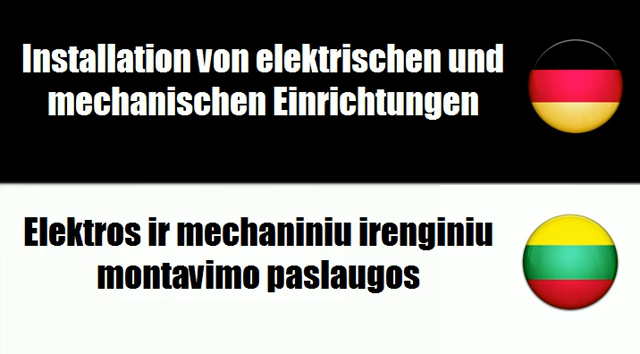 Installation von elektrischen und
mechanischen Einrichtungen
Elektros ir mechaniniu irenginiu
montavimo paslaugos